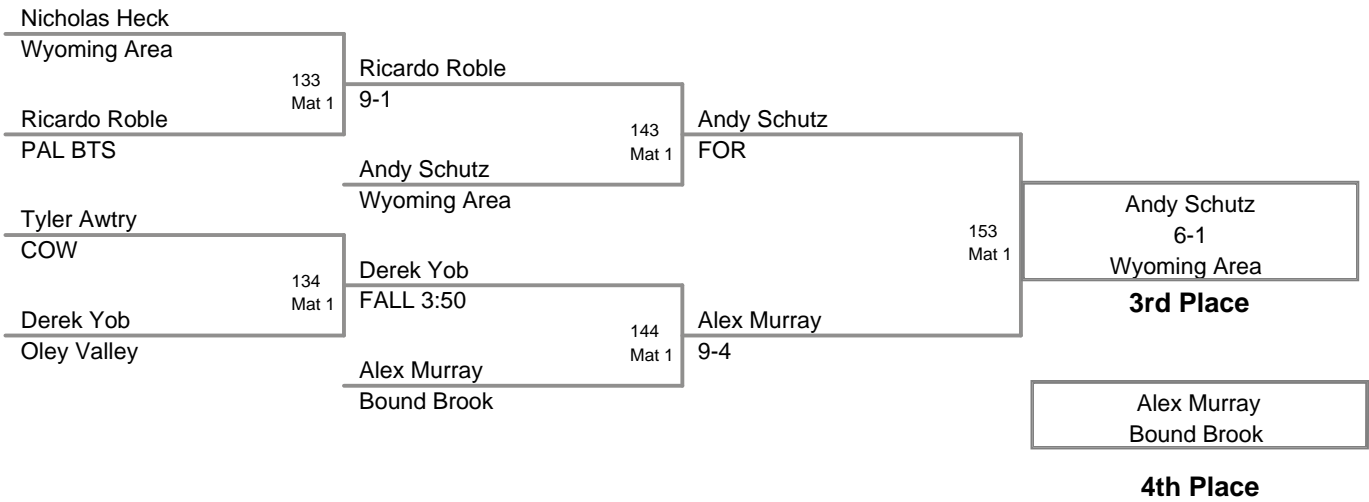 Nicholas Heck
Wyoming Area
133
Mat 1
Ricardo Roble
PAL BTS
Ricardo Roble
9-1
143
Mat 1
Andy Schutz
Wyoming Area
Andy Schutz
FOR
Tyler Awtry
COW
134
Mat 1
Derek Yob
Oley Valley
Derek Yob
FALL 3:50
144
Mat 1
Alex Murray
Bound Brook
Alex Murray
9-4
153
Mat 1
Andy Schutz
6-1
Wyoming Area
3rd Place
Alex Murray
Bound Brook
4th Place